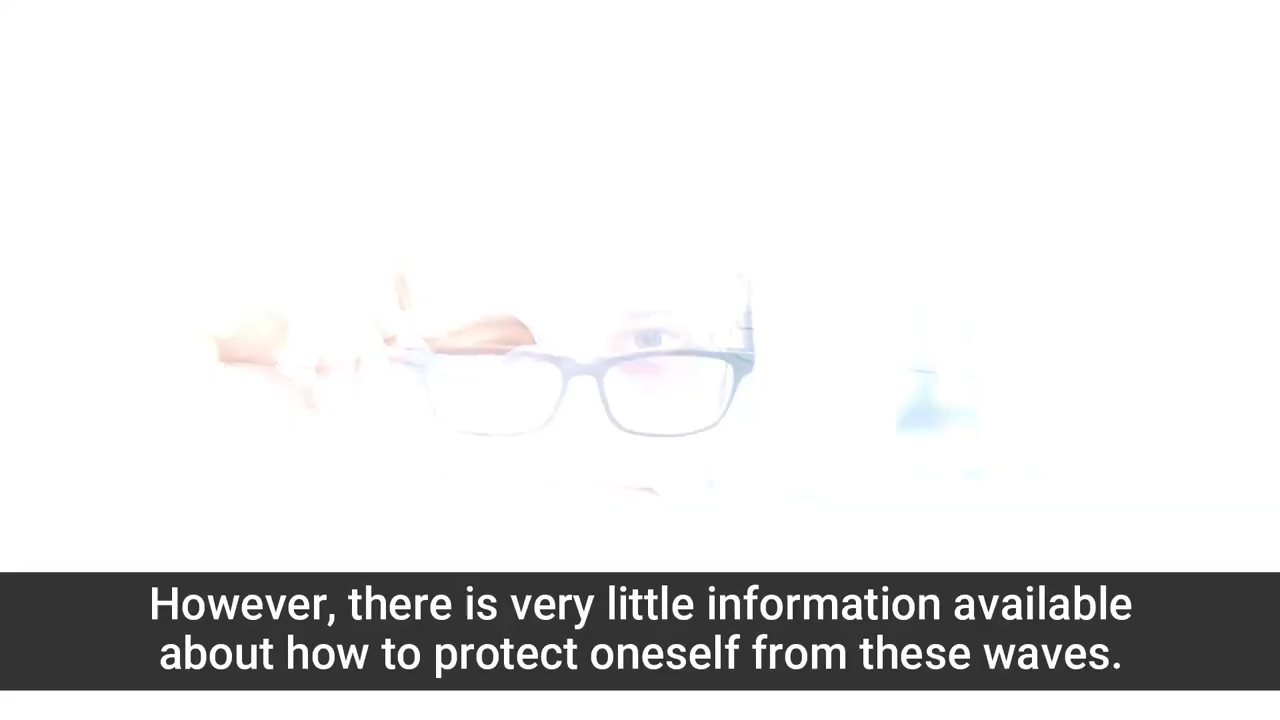 However, there is very little information available
about how to protect oneself from these waves.